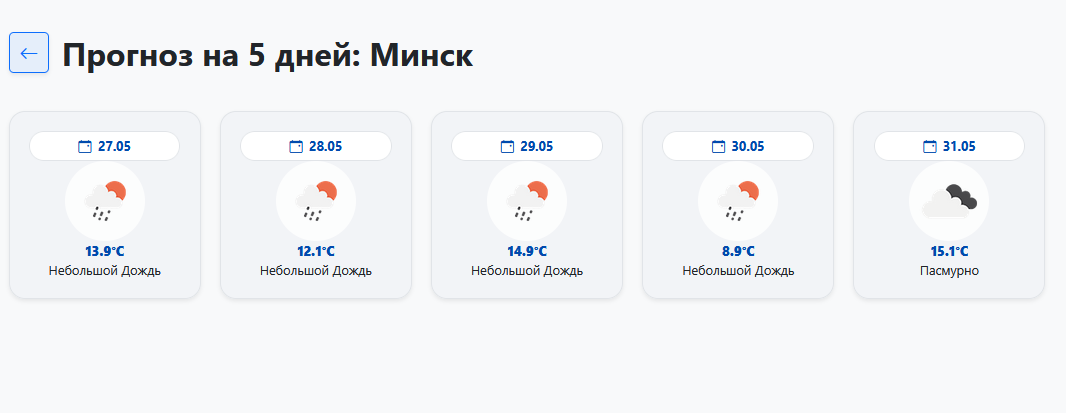 Прогноз на 5 дней: Минск
27.05
13.9°C
Небольшой Дождь
28.05
12.1°C
Небольшой Дождь
29.05
14.9°C
Небольшой Дождь
30.05
8.9°C
Небольшой Дождь
31.05
15.1°C
Пасмурно